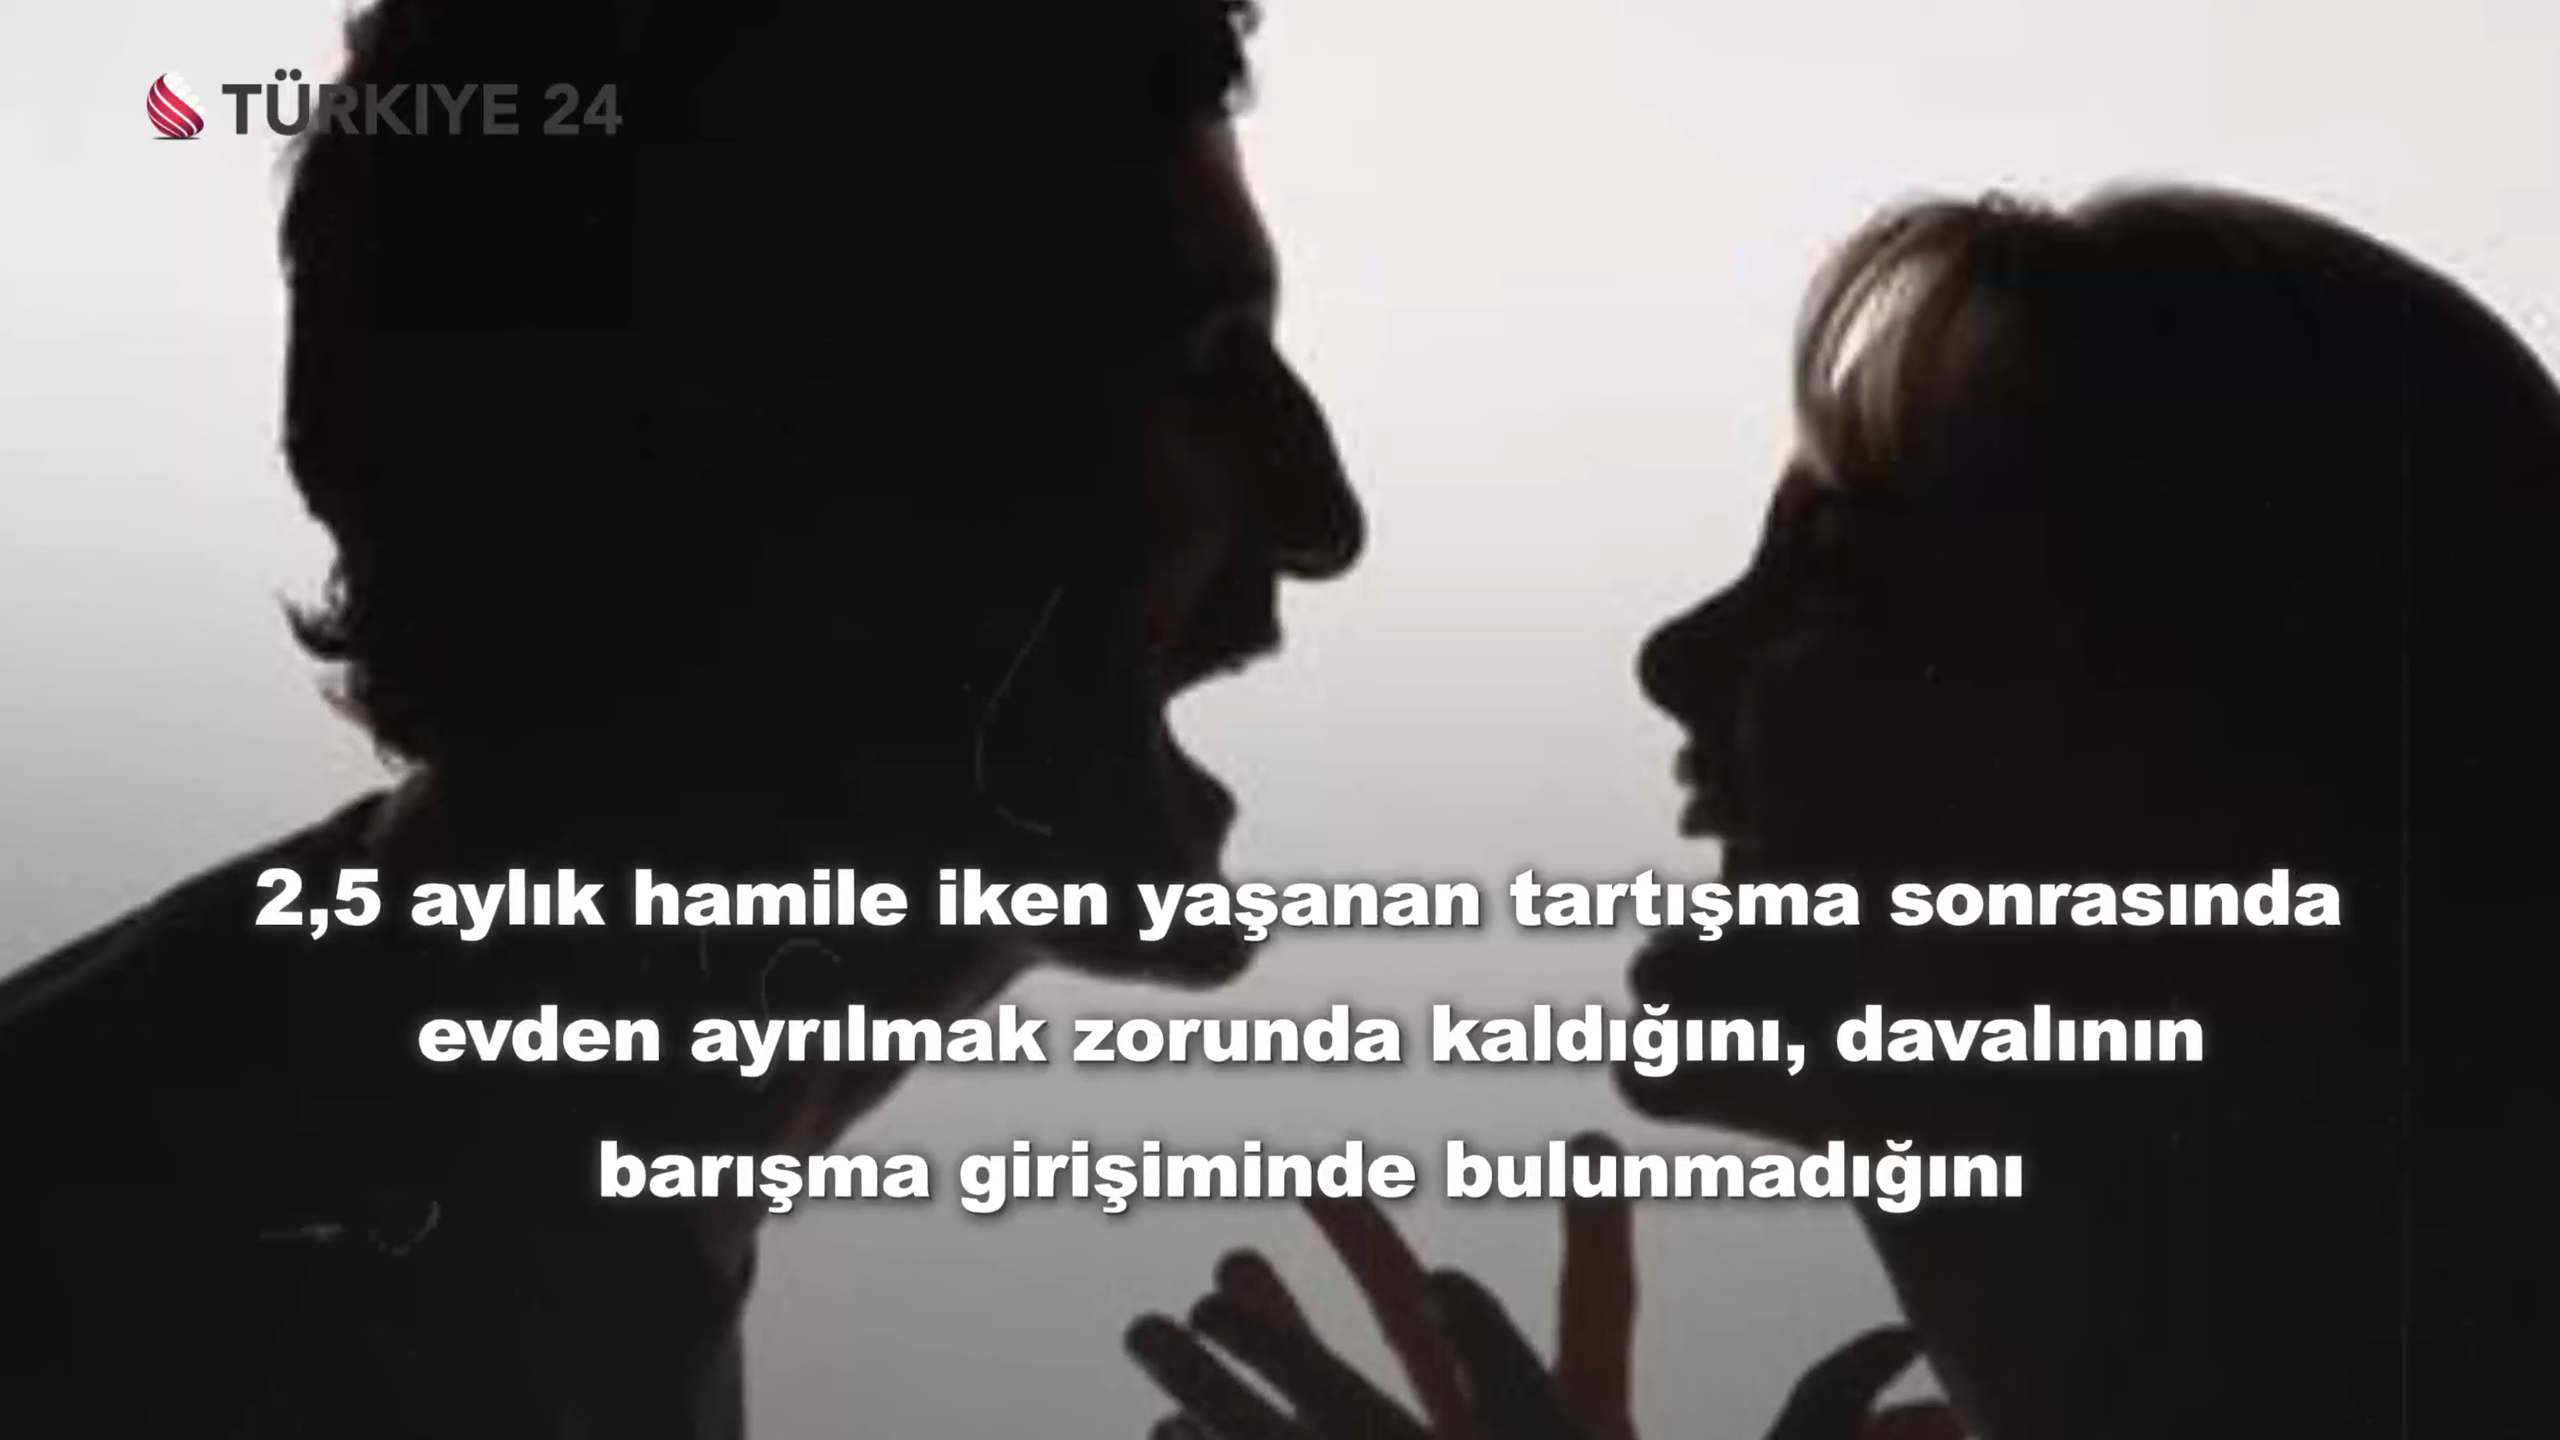 TÜRKIYE 24
2,5 aylık hamile iken yaşanan tartışma sonrasında
evden ayrılmak zorunda kaldığını, davalının
barışma girişiminde bulunmadığını